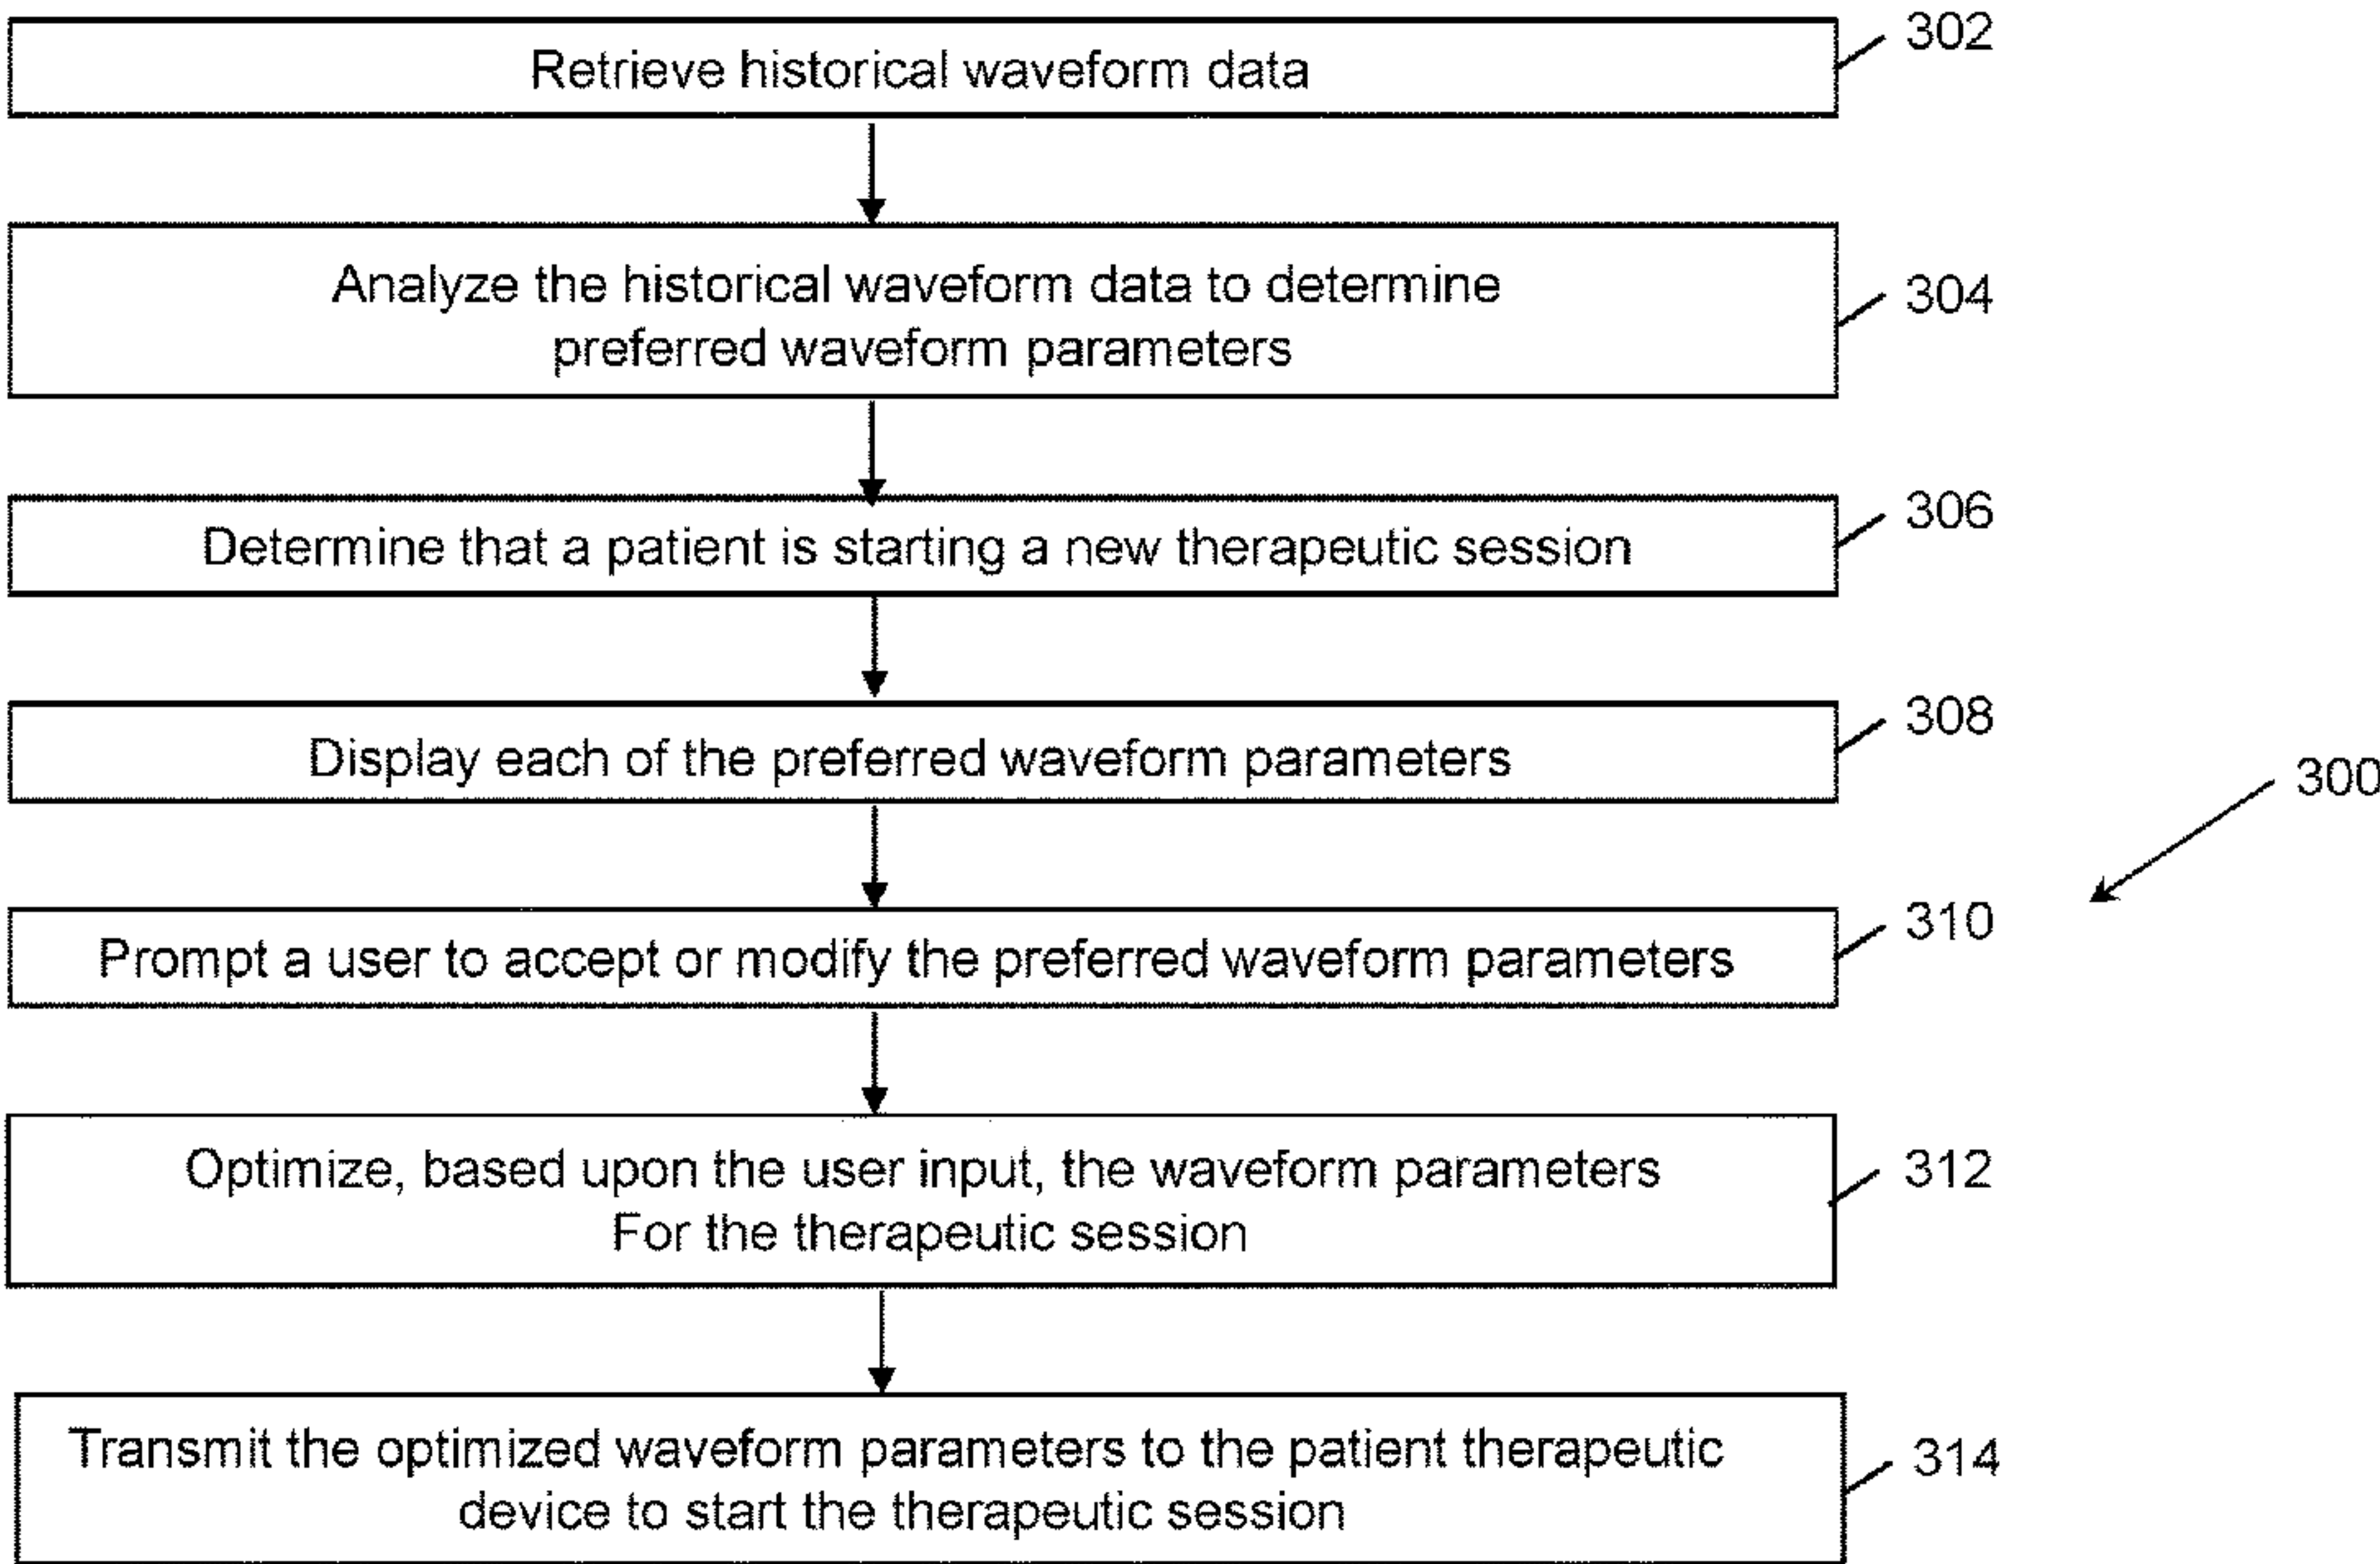 Retrieve historical waveform data
302
Analyze the historical waveform data to determine
preferred waveform parameters
304
Determine that a patient is starting a new therapeutic session
306
Display each of the preferred waveform parameters
308
300
Prompt a user to accept or modify the preferred waveform parameters
310
Optimize, based upon the user input, the waveform parameters
For the therapeutic session
312
Transmit the optimized waveform parameters to the patient therapeutic
device to start the therapeutic session
314